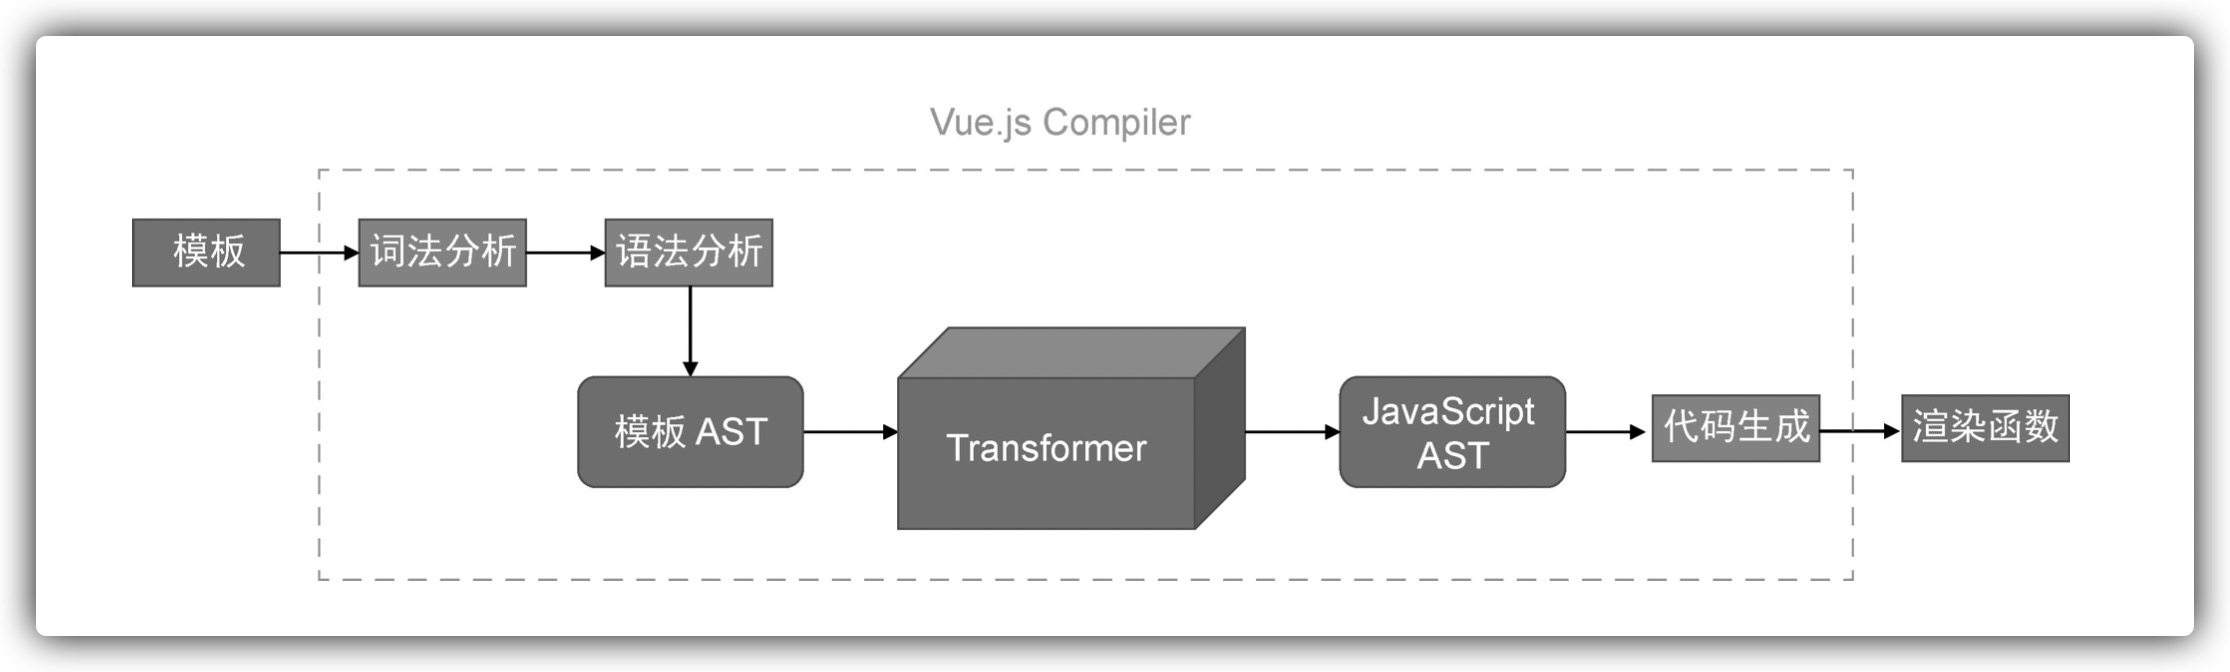 Vue.js Compiler
模板
词法分析
语法分析
模板 AST
Transformer
JavaScript
AST
代码生成
渲染函数